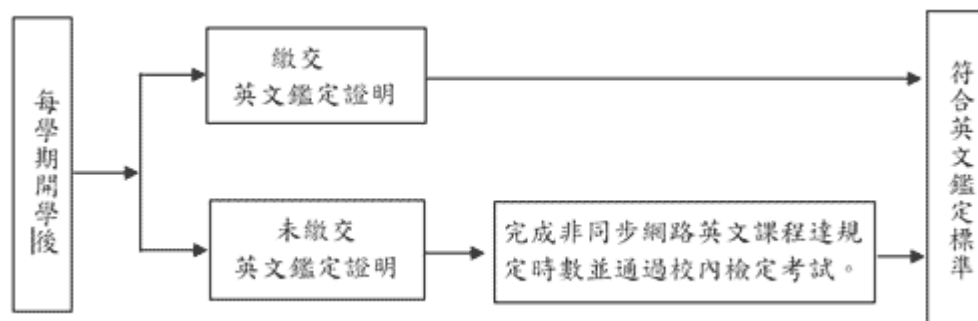 每學期開學後
繳交
英文鑑定證明
未繳交
英文鑑定證明
完成非同步網路英文課程達規
定時數並通過校內檢定考試。
符合英文鑑定標準